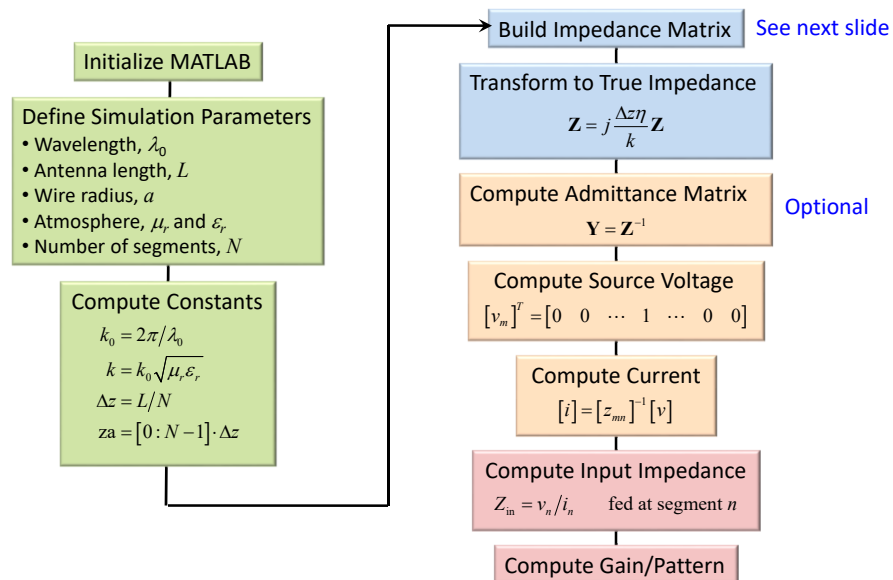 Initialize MATLAB
Define Simulation Parameters
• Wavelength, λ₀
• Antenna length, L
• Wire radius, a
• Atmosphere, μᵣ and εᵣ
• Number of segments, N
Compute Constants
k₀ = 2π/λ₀
k = k₀√(μᵣεᵣ)
Δz = L/N
za = [0 : N−1]·Δz
Build Impedance Matrix
See next slide
Transform to True Impedance
Z = j (Δzη/k) Z
Compute Admittance Matrix
Optional
Y = Z⁻¹
Compute Source Voltage
[vₘ]ᵀ = [0 0 ⋯ 1 ⋯ 0 0]
Compute Current
[i] = [zₘₙ]⁻¹ [v]
Compute Input Impedance
Zᵢₙ = vₙ/iₙ fed at segment n
Compute Gain/Pattern